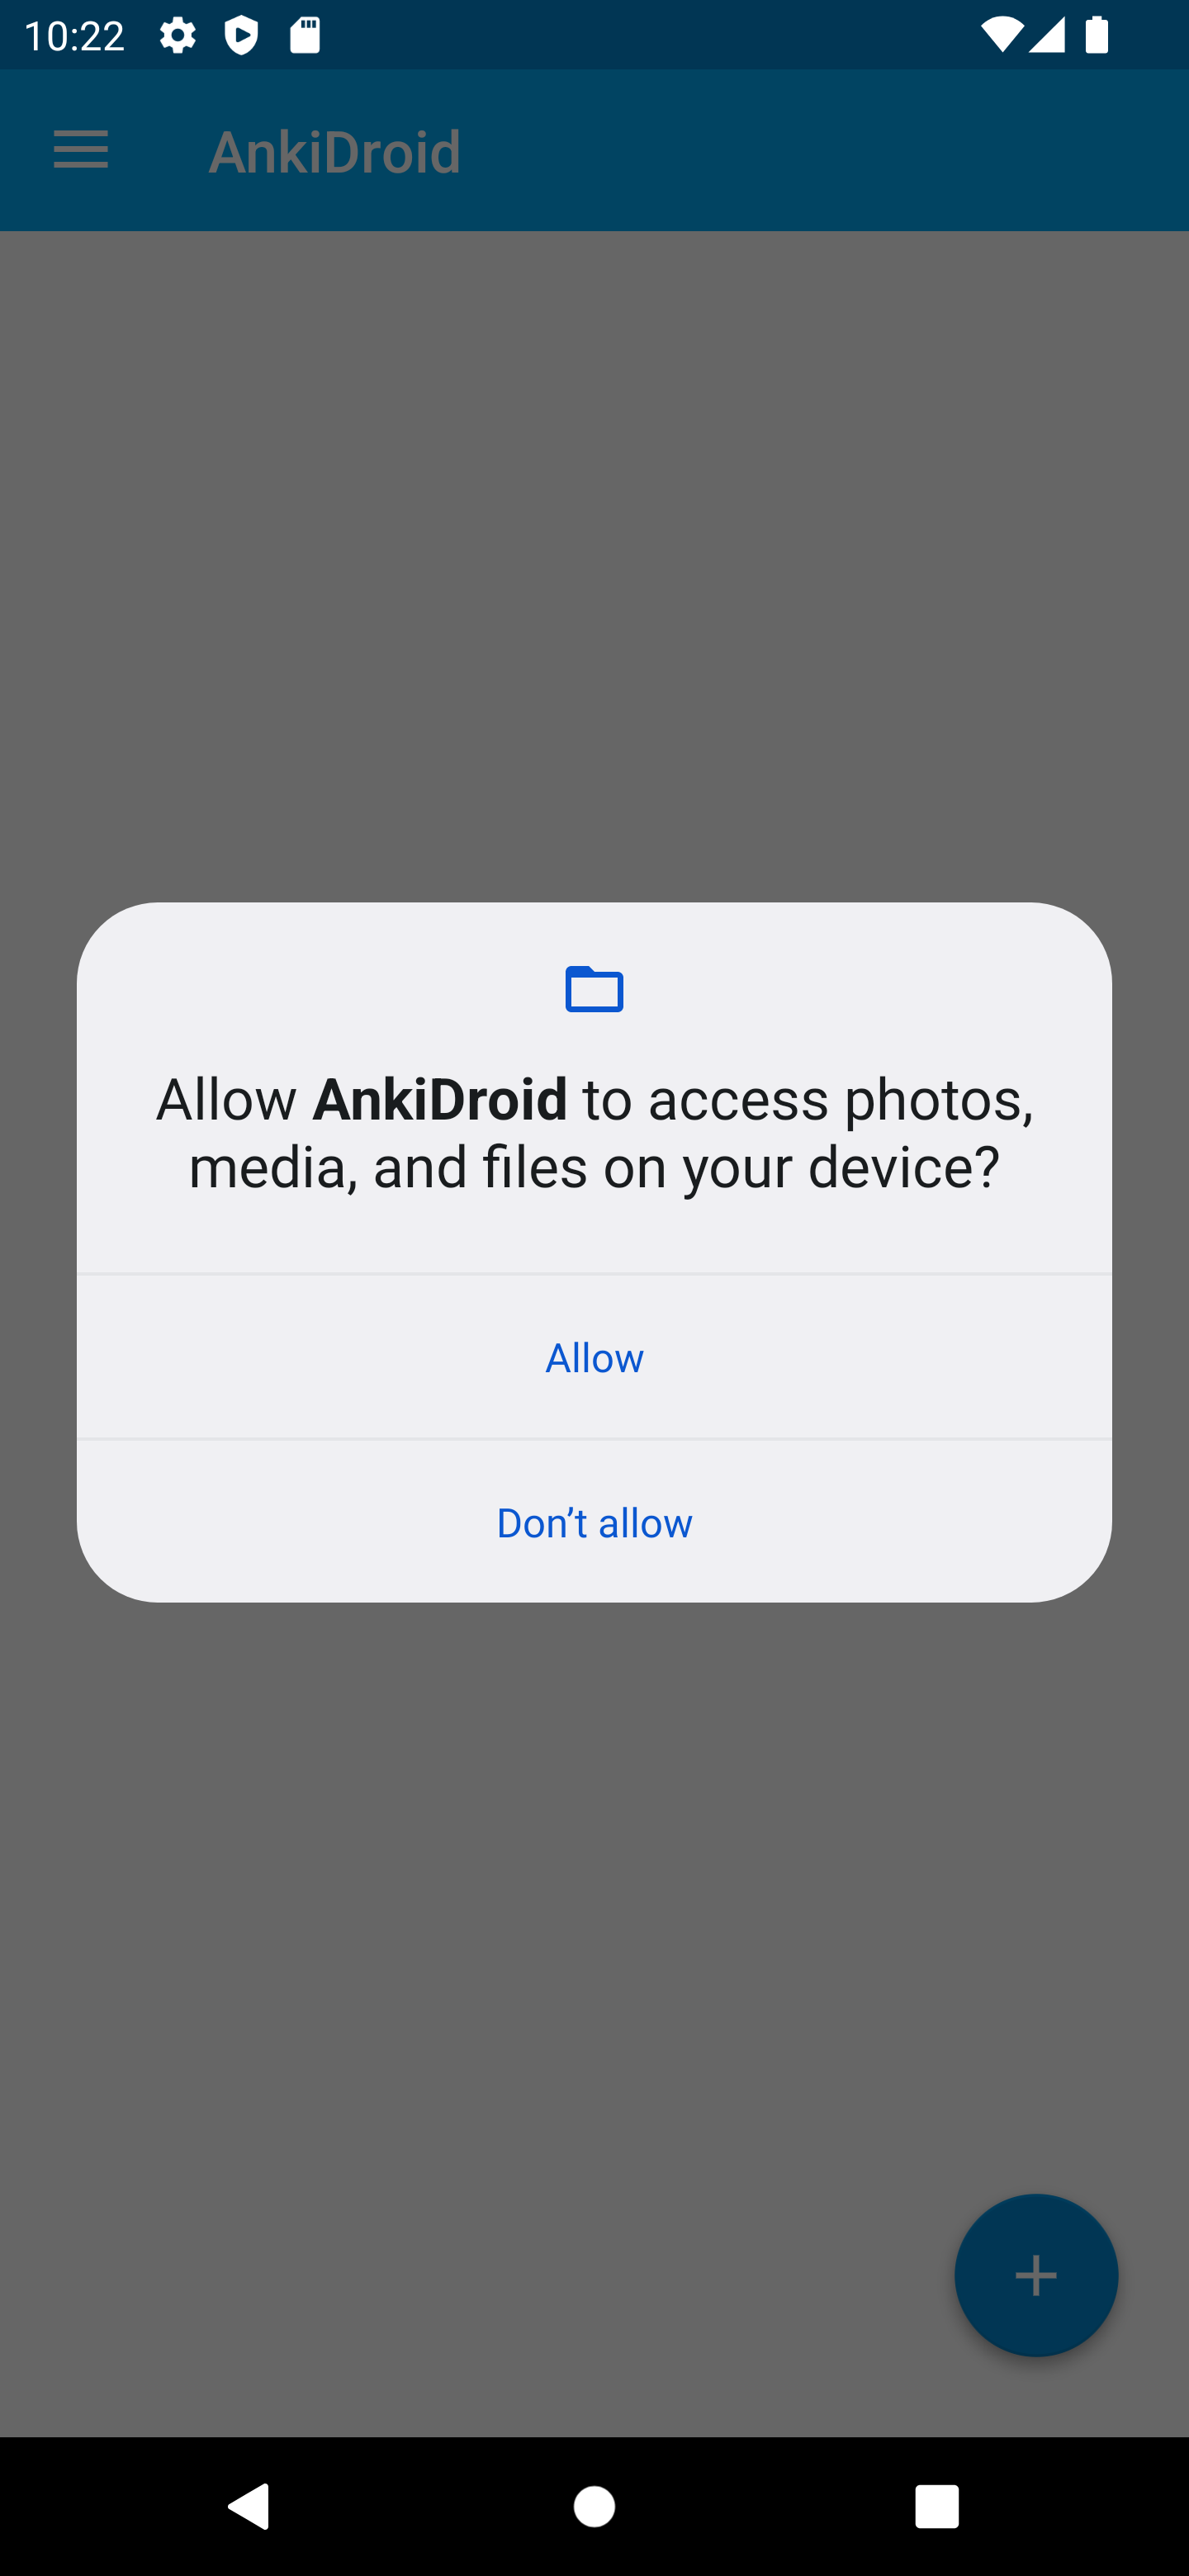 10:22
AnkiDroid
Allow AnkiDroid to access photos,
media, and files on your device?
Allow
Don’t allow